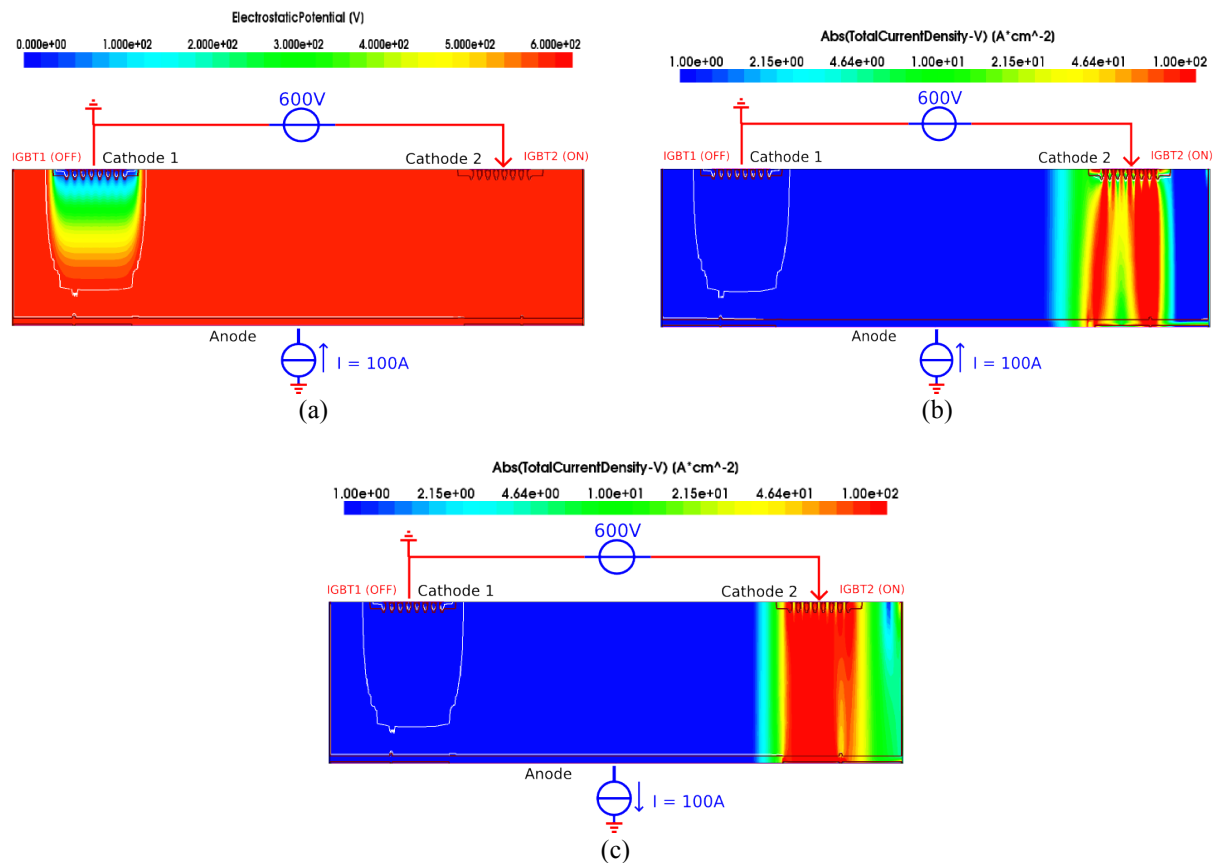 ElectrostaticPotential (V)
0.000e+00 1.000e+02 2.000e+02 3.000e+02 4.000e+02 5.000e+02 6.000e+02
600V
IGBT1 (OFF) Cathode 1 Cathode 2 IGBT2 (ON)
Anode
I = 100A
(a)
Abs(TotalCurrentDensity-V) (A*cm^-2)
1.00e+00 2.15e+00 4.64e+00 1.00e+01 2.15e+01 4.64e+01 1.00e+02
600V
IGBT1 (OFF) Cathode 1 Cathode 2 IGBT2 (ON)
Anode
I = 100A
(b)
Abs(TotalCurrentDensity-V) (A*cm^-2)
1.00e+00 2.15e+00 4.64e+00 1.00e+01 2.15e+01 4.64e+01 1.00e+02
600V
IGBT1 (OFF) Cathode 1 Cathode 2 IGBT2 (ON)
Anode
I = 100A
(c)